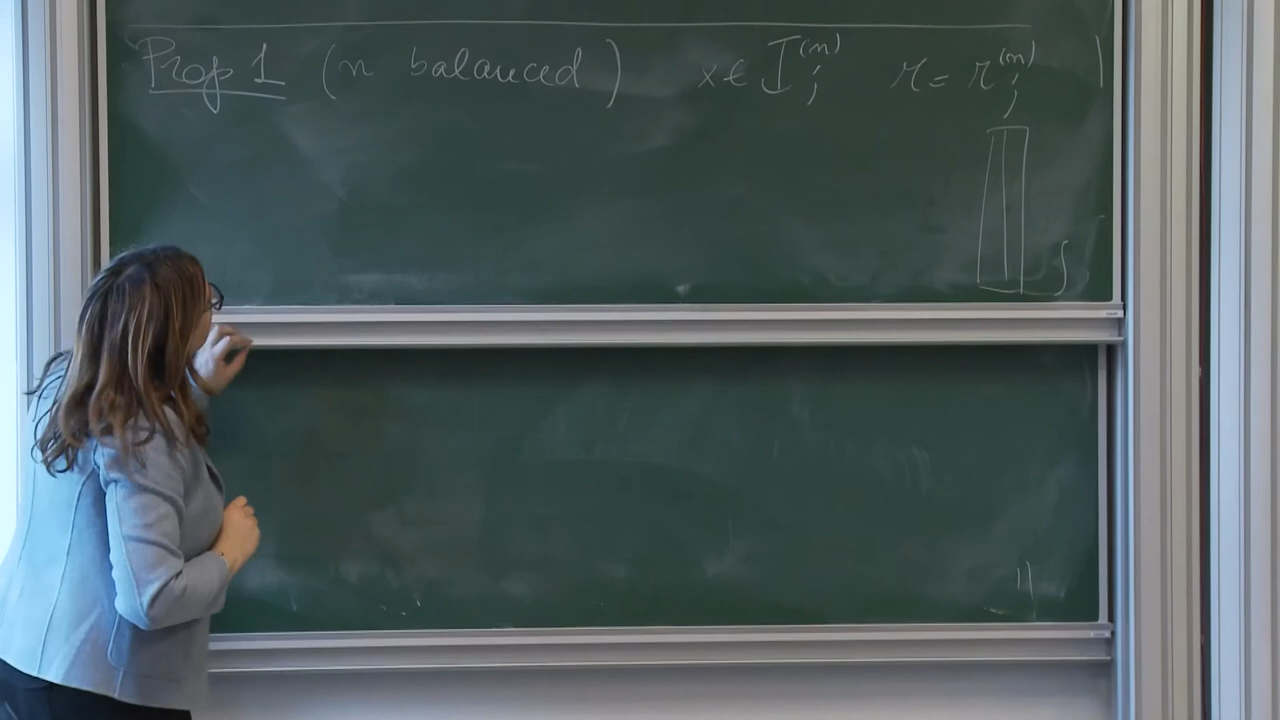 Prop 1 (n balanced) x ∈ I_j^{(n)} r = r_j^{(n)}